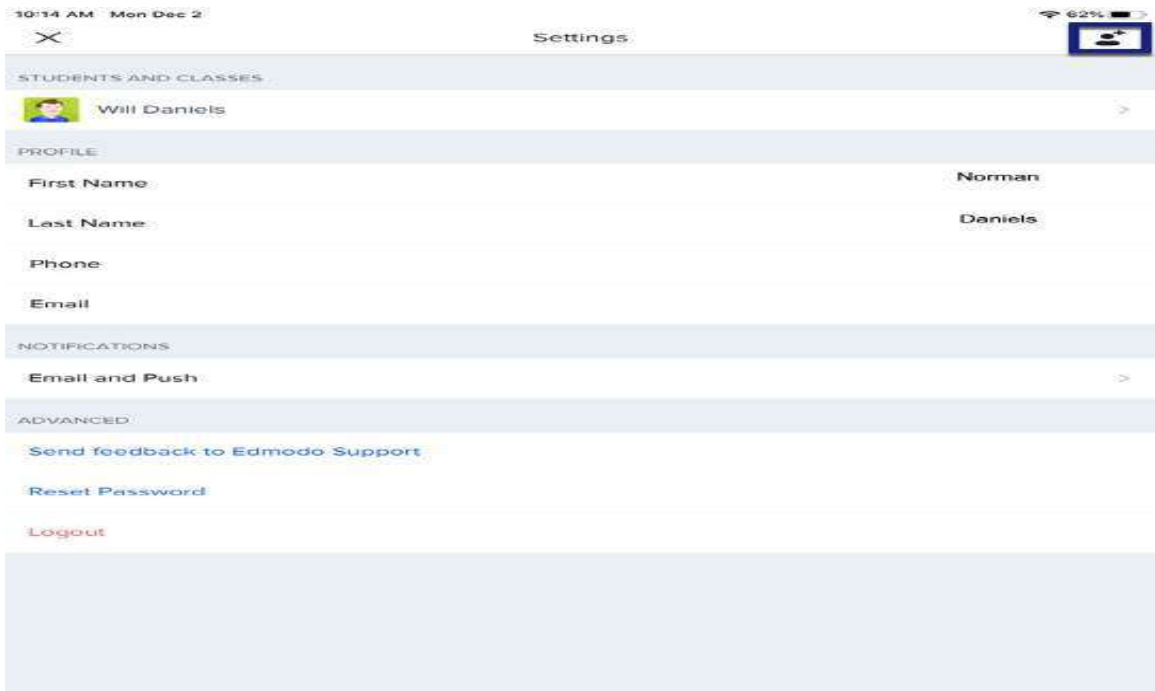 10:14 AM Mon Dec 2 62%
Settings
STUDENTS AND CLASSES
Will Daniels
PROFILE
First Name Norman
Last Name Daniels
Phone
Email
NOTIFICATIONS
Email and Push
ADVANCED
Send feedback to Edmodo Support
Reset Password
Logout